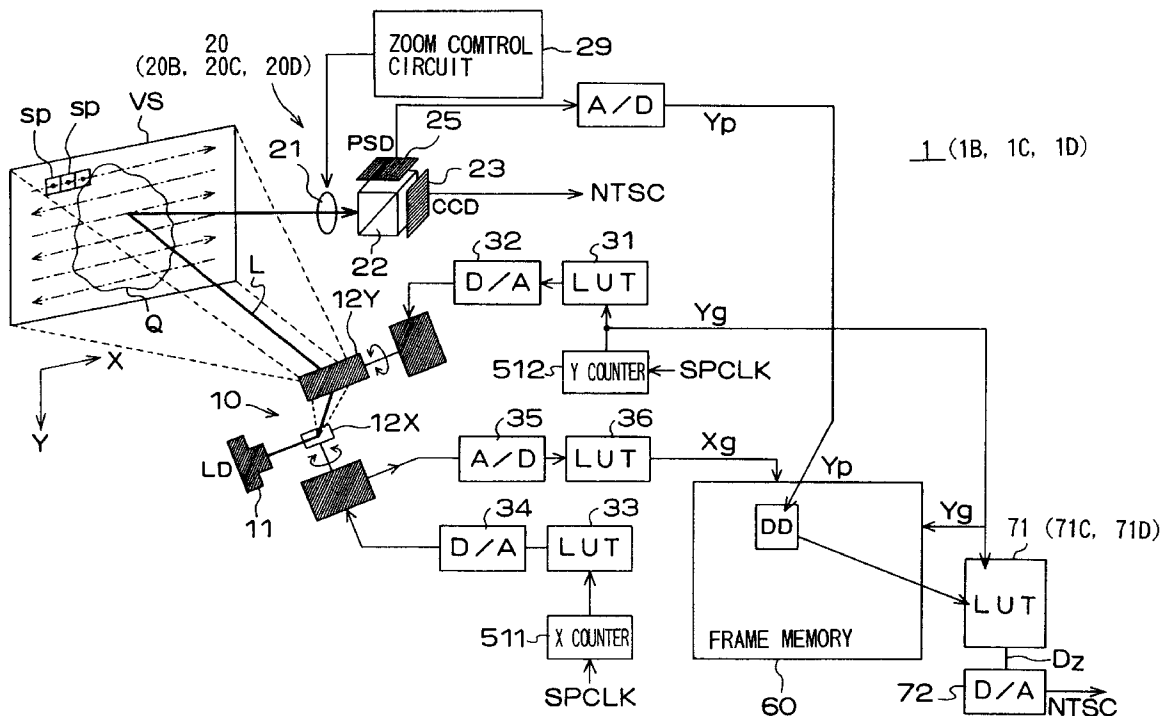 20
(20B, 20C, 20D)
ZOOM COMTROL
CIRCUIT
29
A/D
Yp
1 (1B, 1C, 1D)
sp
sp
VS
PSD
25
21
23
CCD
NTSC
22
32
31
D/A
LUT
L
Q
12Y
Yg
512
Y COUNTER
SPCLK
X
Y
10
12X
35
36
Xg
Yp
A/D
LUT
LD
11
34
33
DD
Yg
71 (71C, 71D)
D/A
LUT
LUT
511
X COUNTER
FRAME MEMORY
Dz
SPCLK
60
72
D/A
NTSC